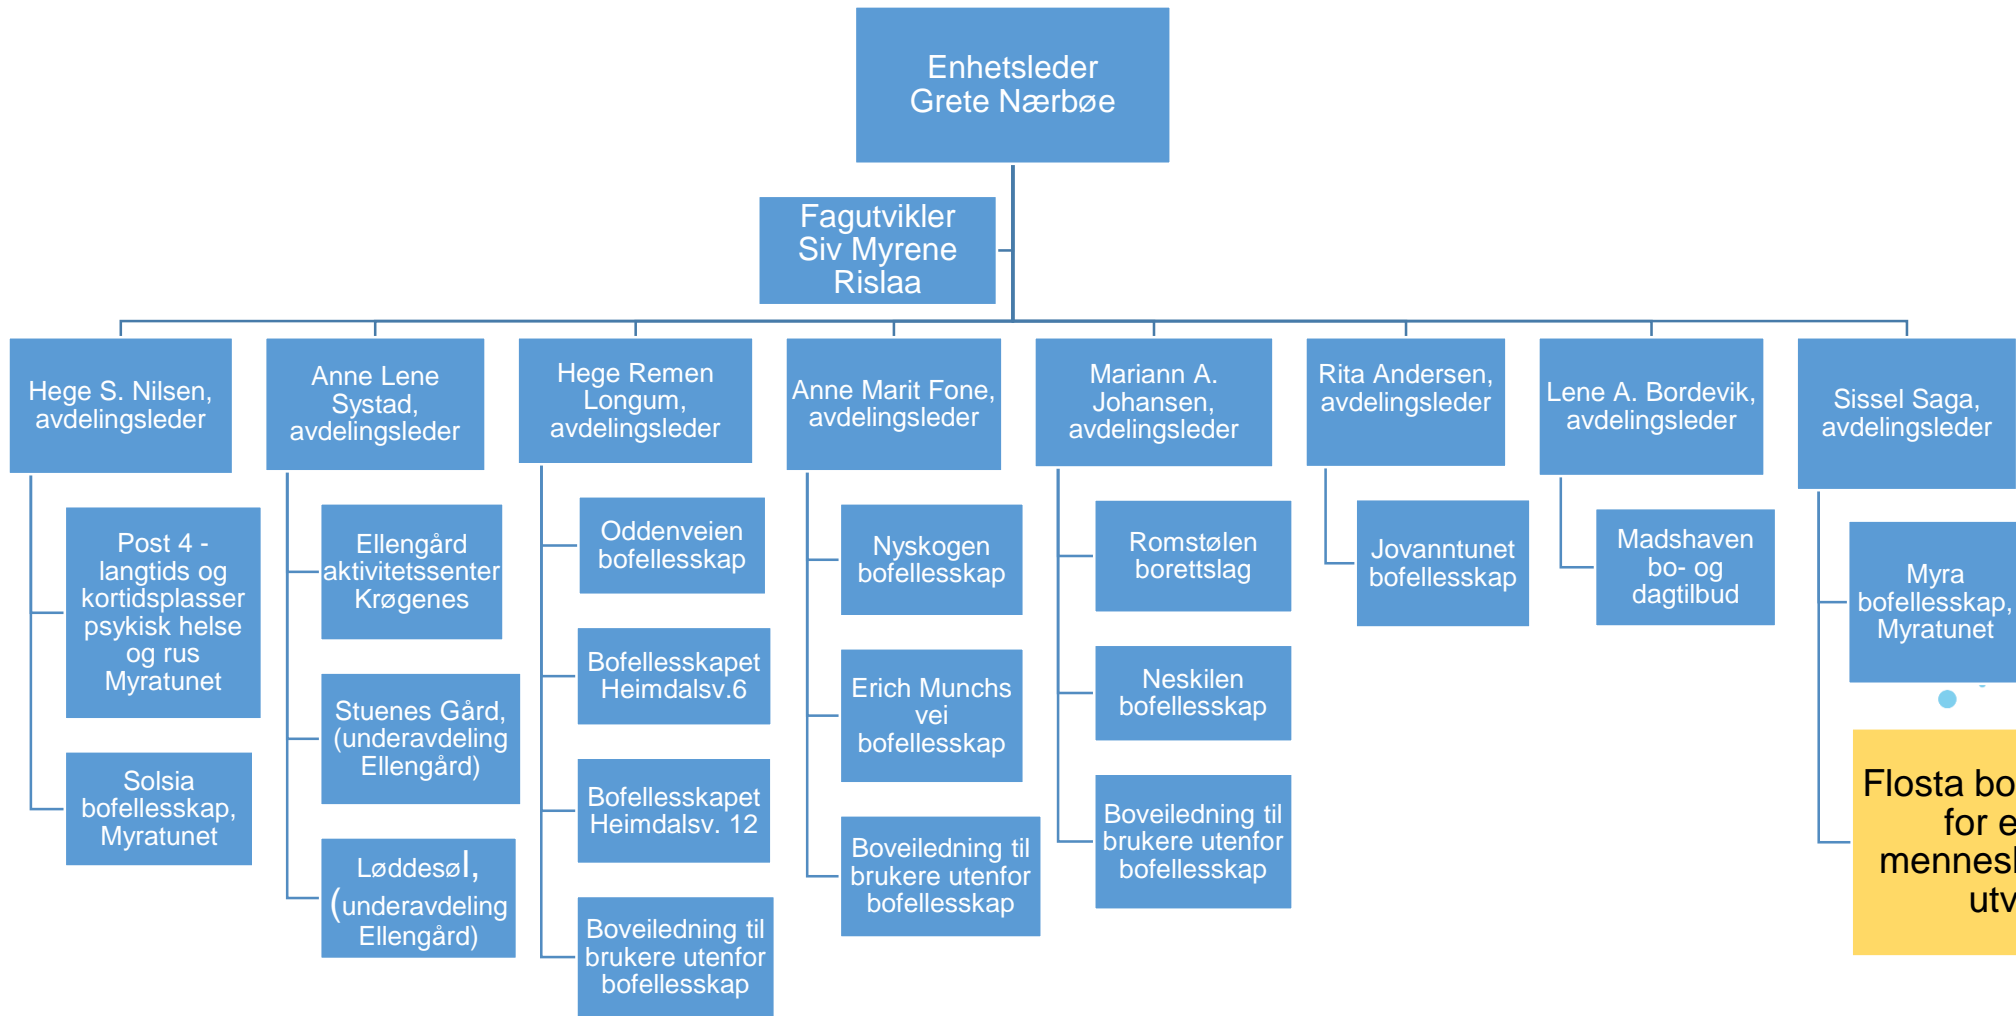 Enhetsleder
Grete Nærbøe
Fagutvikler
Siv Myrene
Rislaa
Hege S. Nilsen,
avdelingsleder
Post 4 -
langtids og
kortidsplasser
psykisk helse
og rus
Myratunet
Solsia
bofellesskap,
Myratunet
Anne Lene
Systad,
avdelingsleder
Ellengård
aktivitetssenter
Krøgenes
Stuenes Gård,
(underavdeling
Ellengård)
Løddesøl,
(underavdeling
Ellengård)
Hege Remen
Longum,
avdelingsleder
Oddenveien
bofellesskap
Bofellesskapet
Heimdalsv.6
Bofellesskapet
Heimdalsv. 12
Boveiledning til
brukere utenfor
bofellesskap
Anne Marit Fone,
avdelingsleder
Nyskogen
bofellesskap
Erich Munchs
vei
bofellesskap
Boveiledning til
brukere utenfor
bofellesskap
Mariann A.
Johansen,
avdelingsleder
Romstølen
borettslag
Neskilen
bofellesskap
Boveiledning til
brukere utenfor
bofellesskap
Rita Andersen,
avdelingsleder
Jovanntunet
bofellesskap
Lene A. Bordevik,
avdelingsleder
Madshaven
bo- og
dagtilbud
Sissel Saga,
avdelingsleder
Myra
bofellesskap,
Myratunet
Flosta
for